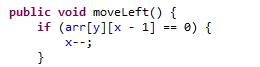 public void moveLeft() {
if (arr[y][x - 1] == 0) {
x--;
}